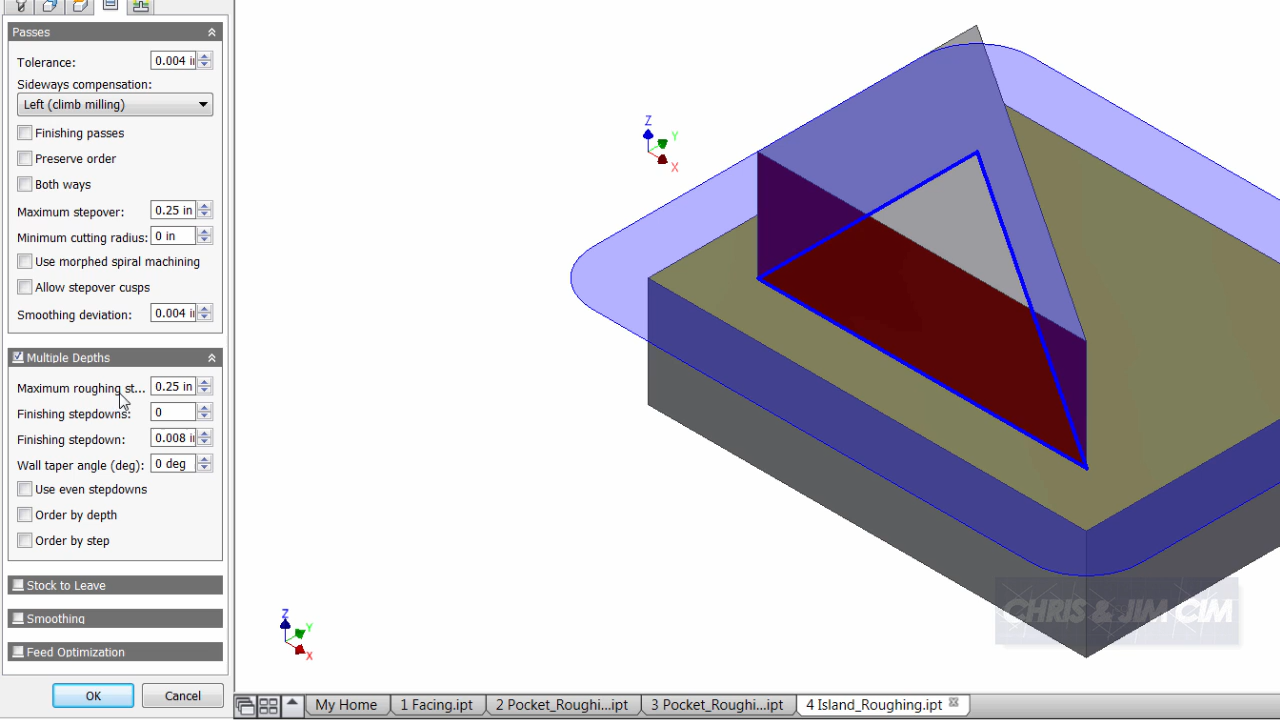 Passes
Tolerance: 0.004 i
Sideways compensation:
Left (climb milling)
Finishing passes
Preserve order
Both ways
Maximum stepover: 0.25 in
Minimum cutting radius: 0 in
Use morphed spiral machining
Allow stepover cusps
Smoothing deviation: 0.004 i
Multiple Depths
Maximum roughing st... 0.25 in
Finishing stepdowns: 0
Finishing stepdown: 0.008 i
Wall taper angle (deg): 0 deg
Use even stepdowns
Order by depth
Order by step
Stock to Leave
Smoothing
Feed Optimization
OK Cancel
Z
Y
X
Z
Y
X
CHRIS & JIM CIM
My Home 1 Facing.ipt 2 Pocket_Roughi...ipt 3 Pocket_Roughi...ipt 4 Island_Roughing.ipt